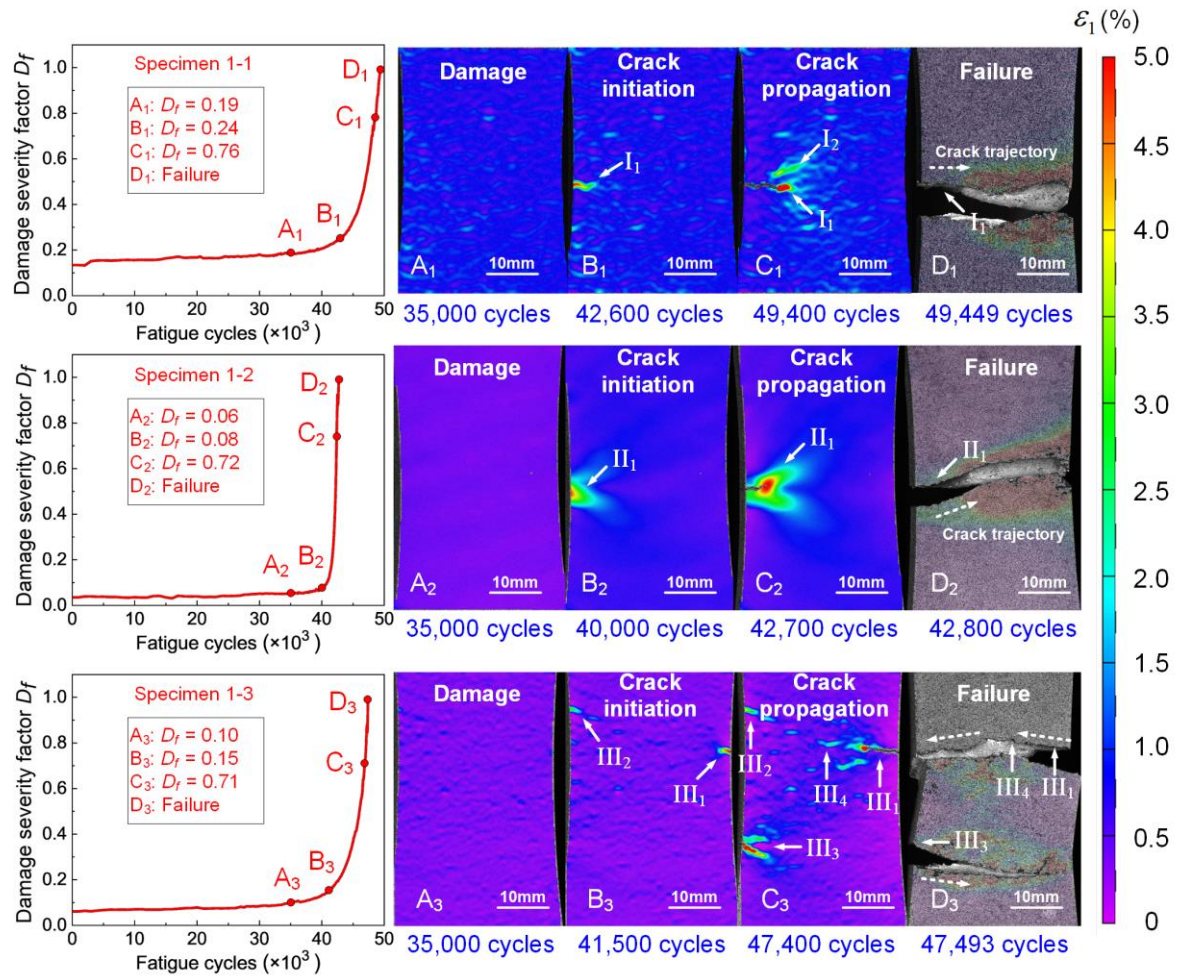 ε₁ (%)
Specimen 1-1
A₁: D_f = 0.19
B₁: D_f = 0.24
C₁: D_f = 0.76
D₁: Failure
D₁
C₁
B₁
A₁
1.0
0.8
0.6
0.4
0.2
0.0
0 10 20 30 40 50
Damage severity factor D_f
Fatigue cycles (×10³)
Damage
A₁
10mm
35,000 cycles
Crack
initiation
I₁
B₁
10mm
42,600 cycles
Crack
propagation
I₂
I₁
C₁
10mm
49,400 cycles
Failure
Crack trajectory
I₁
D₁
10mm
49,449 cycles
Specimen 1-2
A₂: D_f = 0.06
B₂: D_f = 0.08
C₂: D_f = 0.72
D₂: Failure
D₂
C₂
B₂
A₂
1.0
0.8
0.6
0.4
0.2
0.0
0 10 20 30 40 50
Damage severity factor D_f
Fatigue cycles (×10³)
Damage
A₂
10mm
35,000 cycles
Crack
initiation
II₁
B₂
10mm
40,000 cycles
Crack
propagation
II₁
C₂
10mm
42,700 cycles
Failure
II₁
Crack trajectory
D₂
10mm
42,800 cycles
Specimen 1-3
A₃: D_f = 0.10
B₃: D_f = 0.15
C₃: D_f = 0.71
D₃: Failure
D₃
C₃
B₃
A₃
1.0
0.8
0.6
0.4
0.2
0.0
0 10 20 30 40 50
Damage severity factor D_f
Fatigue cycles (×10³)
Damage
A₃
10mm
35,000 cycles
Crack
initiation
III₂
III₁
B₃
10mm
41,500 cycles
Crack
propagation
III₂
III₄
III₁
III₃
C₃
10mm
47,400 cycles
Failure
III₄
III₁
III₃
D₃
10mm
47,493 cycles
5.0
4.5
4.0
3.5
3.0
2.5
2.0
1.5
1.0
0.5
0